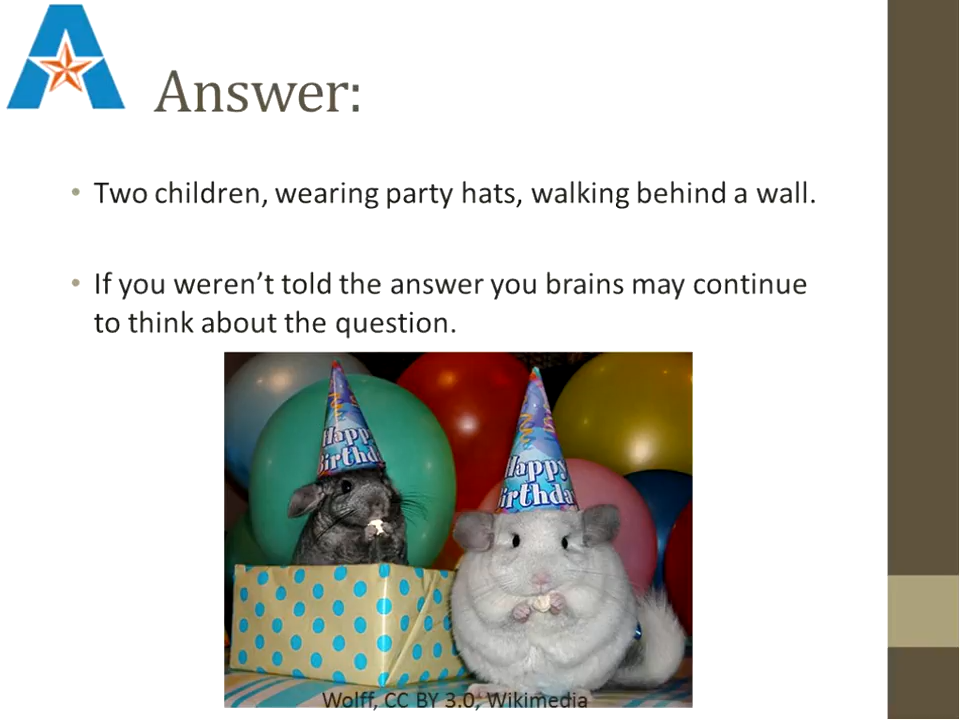 Answer:
Two children, wearing party hats, walking behind a wall.
If you weren’t told the answer you brains may continue
to think about the question.
Happy
Birthd
Happy
Birthda
Wolff, CC BY 3.0, Wikimedia